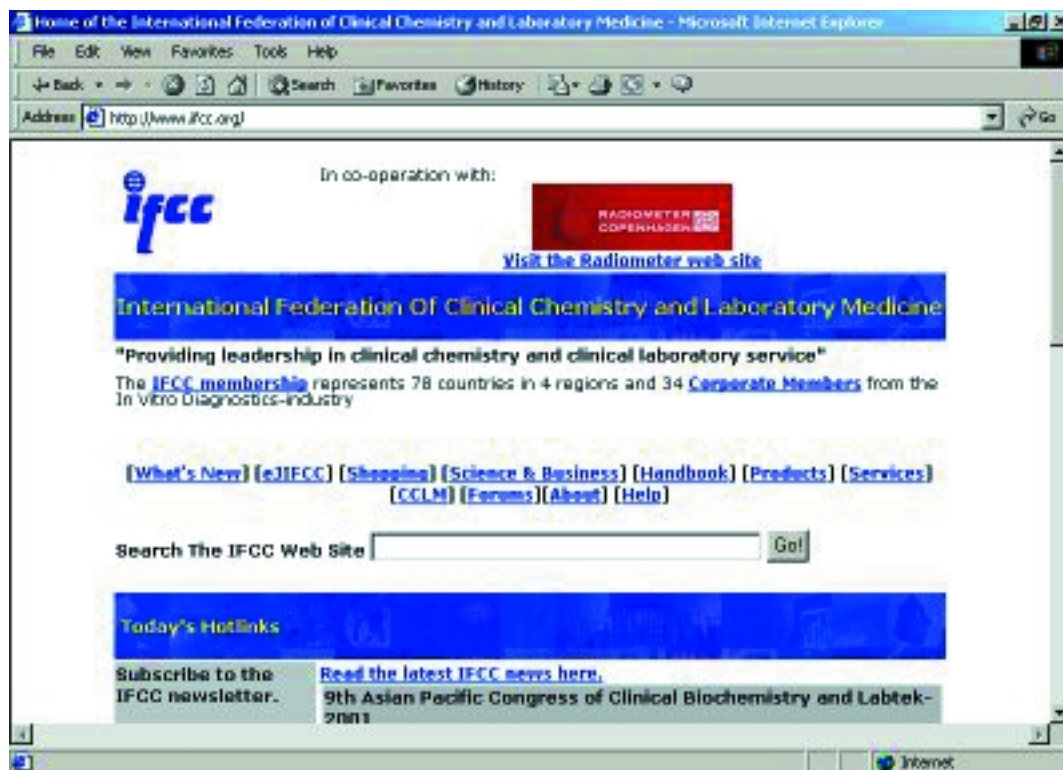 Home of the International Federation of Clinical Chemistry and Laboratory Medicine - Microsoft Internet Explorer
File Edit View Favorites Tools Help
Back Search Favorites History
Address http://www.ifcc.org/ Go
ifcc
In co-operation with:
RADIOMETER
COPENHAGEN
Visit the Radiometer web site
International Federation Of Clinical Chemistry and Laboratory Medicine
"Providing leadership in clinical chemistry and clinical laboratory service"
The IFCC membership represents 78 countries in 4 regions and 34 Corporate Members from the
In Vitro Diagnostics-industry
[What's New] [eJIFCC] [Shopping] [Science & Business] [Handbook] [Products] [Services]
[CCLM] [Forums][About] [Help]
Search The IFCC Web Site Go!
Today's Hotlinks
Subscribe to the
IFCC newsletter.
Read the latest IFCC news here.
9th Asian Pacific Congress of Clinical Biochemistry and Labtek-
2001
Internet